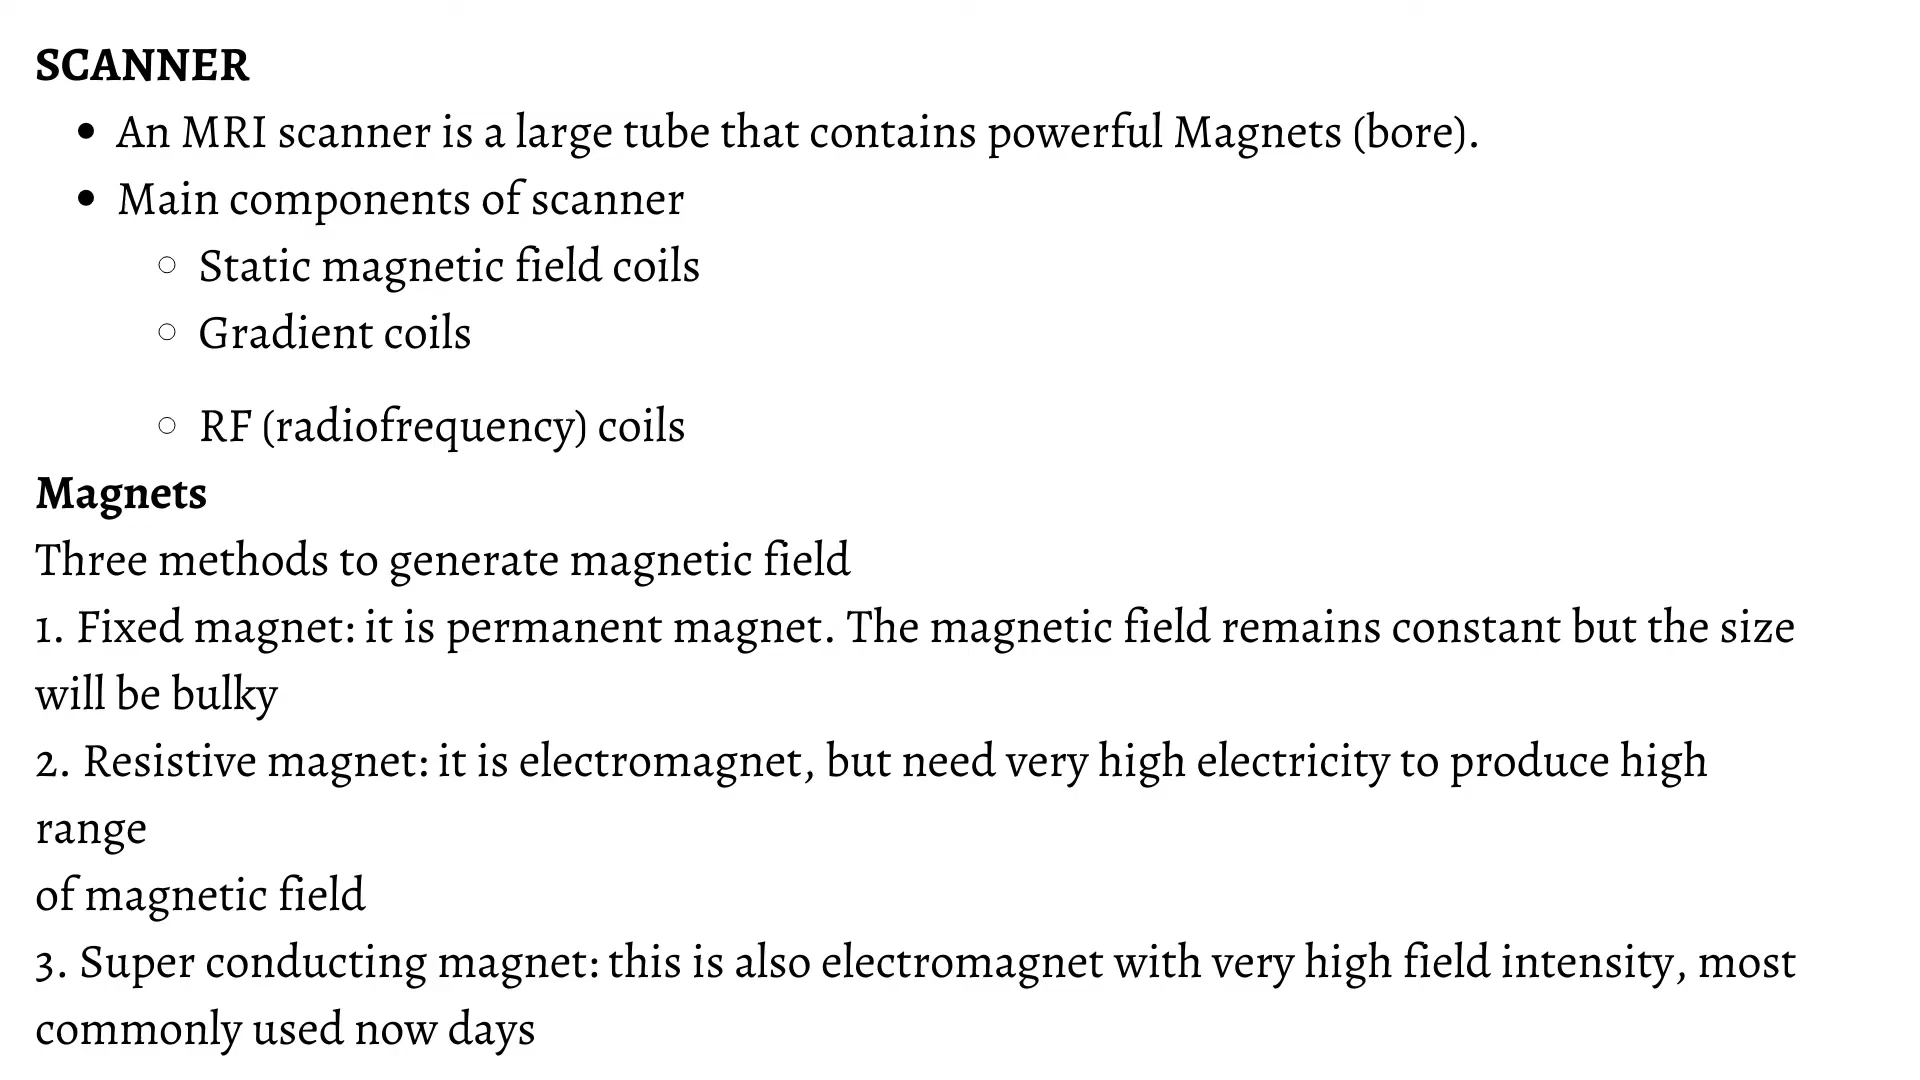 SCANNER
• An MRI scanner is a large tube that contains powerful Magnets (bore).
• Main components of scanner
○ Static magnetic field coils
○ Gradient coils
○ RF (radiofrequency) coils
Magnets
Three methods to generate magnetic field
1. Fixed magnet: it is permanent magnet. The magnetic field remains constant but the size
will be bulky
2. Resistive magnet: it is electromagnet, but need very high electricity to produce high
range
of magnetic field
3. Super conducting magnet: this is also electromagnet with very high field intensity, most
commonly used now days